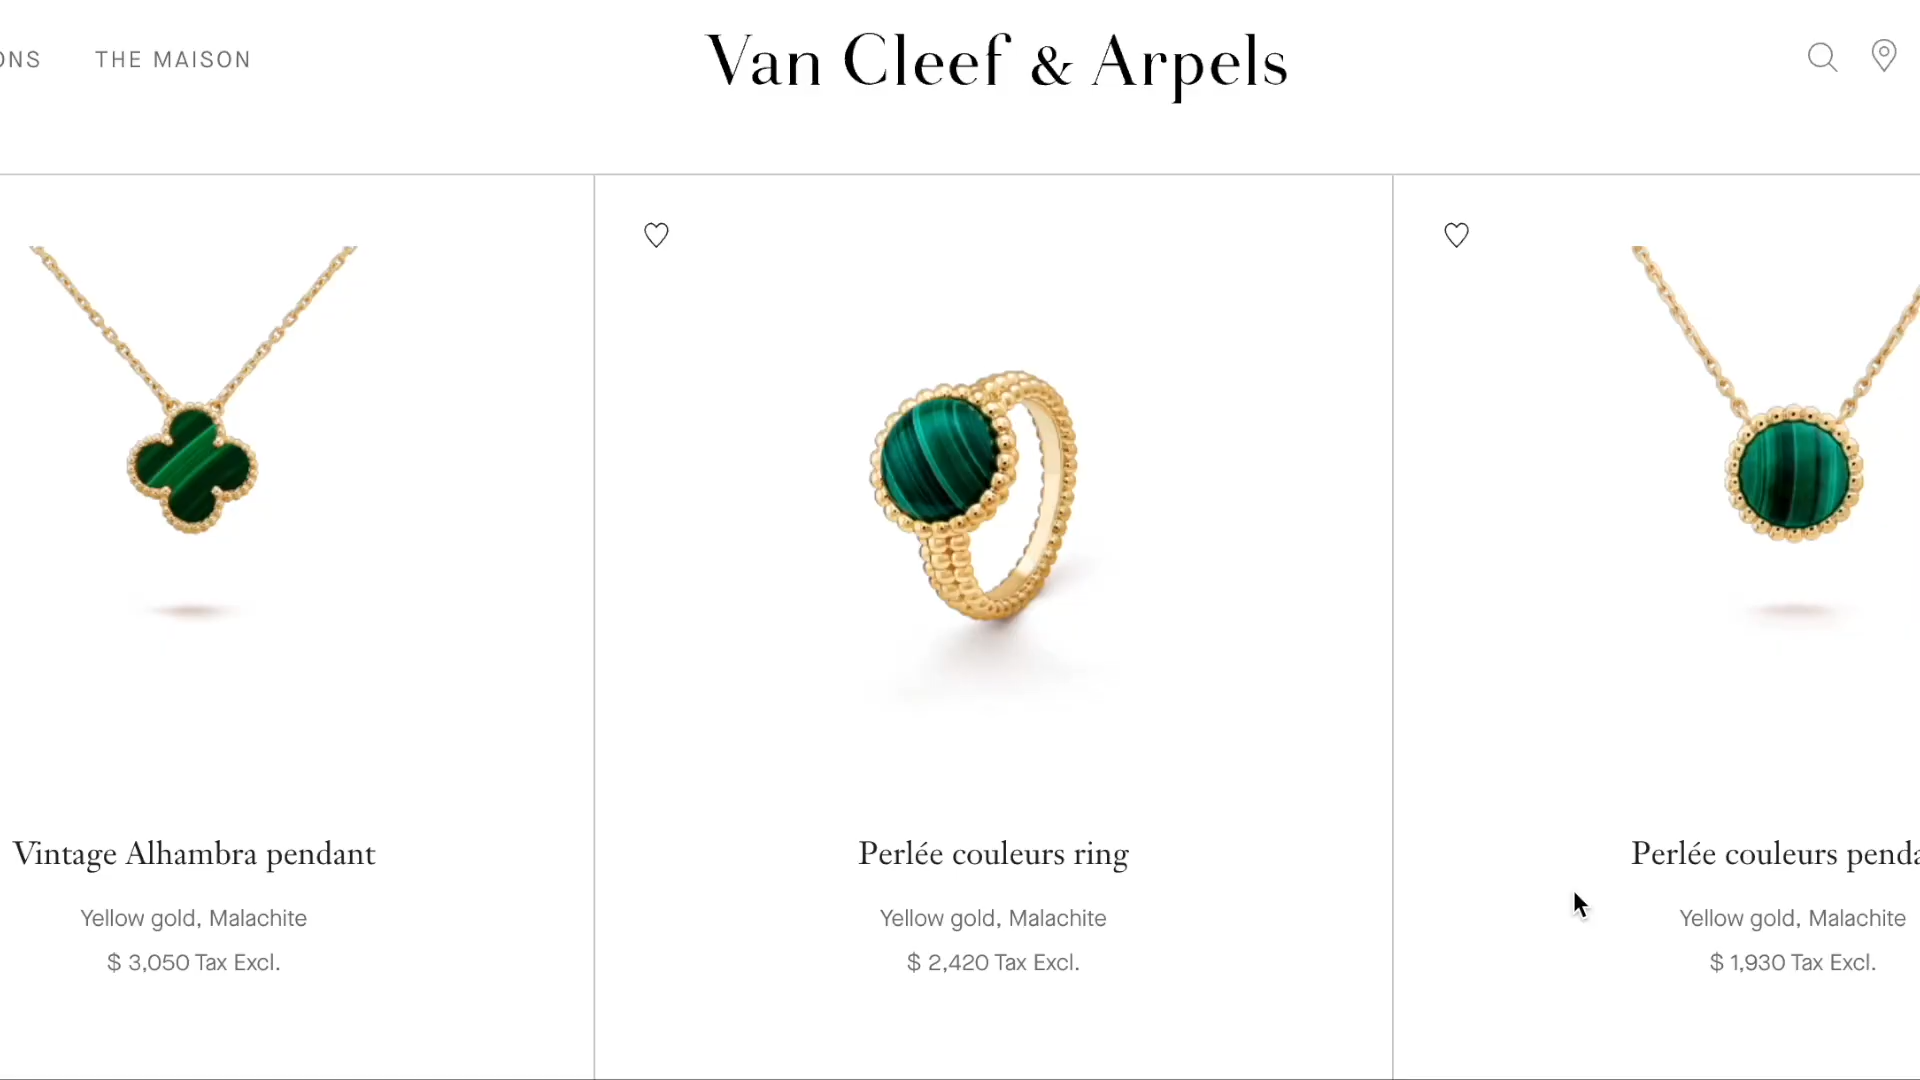 ONS
THE MAISON
Van Cleef & Arpels
Vintage Alhambra pendant
Yellow gold, Malachite
$ 3,050 Tax Excl.
Perlée couleurs ring
Yellow gold, Malachite
$ 2,420 Tax Excl.
Perlée couleurs penda
Yellow gold, Malachite
$ 1,930 Tax Excl.